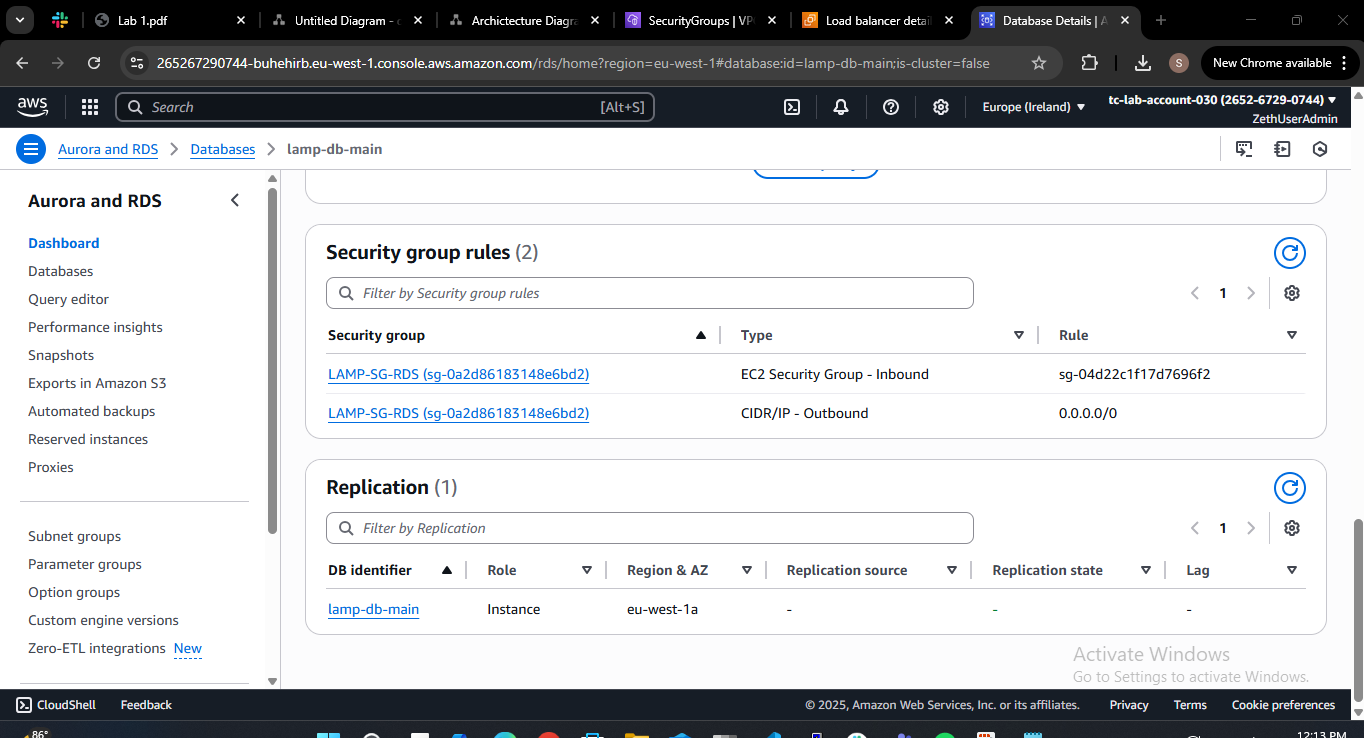 Lab 1.pdf
Untitled Diagram - 
Archictecture Diagra
SecurityGroups | VP
Load balancer detai
Database Details | A
265267290744-buhehirb.eu-west-1.console.aws.amazon.com/rds/home?region=eu-west-1#database:id=lamp-db-main;is-cluster=false
S
New Chrome available
aws
Search
[Alt+S]
Europe (Ireland)
tc-lab-account-030 (2652-6729-0744)
ZethUserAdmin
Aurora and RDS
Databases
lamp-db-main
Aurora and RDS
Dashboard
Databases
Query editor
Performance insights
Snapshots
Exports in Amazon S3
Automated backups
Reserved instances
Proxies
Subnet groups
Parameter groups
Option groups
Custom engine versions
Zero-ETL integrations New
Security group rules (2)
Filter by Security group rules
1
Security group Type Rule
LAMP-SG-RDS (sg-0a2d86183148e6bd2) EC2 Security Group - Inbound sg-04d22c1f17d7696f2
LAMP-SG-RDS (sg-0a2d86183148e6bd2) CIDR/IP - Outbound 0.0.0.0/0
Replication (1)
Filter by Replication
1
DB identifier Role Region & AZ Replication source Replication state Lag
lamp-db-main Instance eu-west-1a - - -
Activate Windows
Go to Settings to activate Windows.
CloudShell
Feedback
© 2025, Amazon Web Services, Inc. or its affiliates.
Privacy
Terms
Cookie preferences
86°
12:13 PM